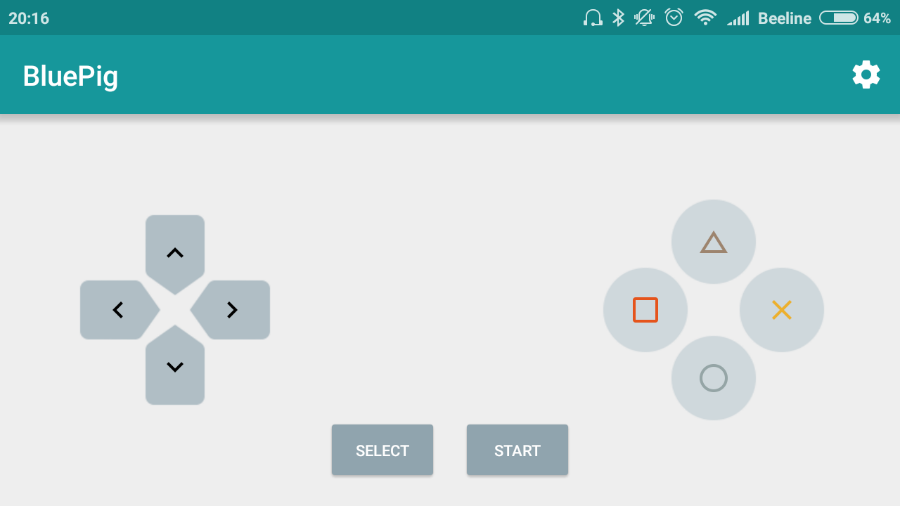 20:16
Beeline
64%
BluePig
SELECT
START